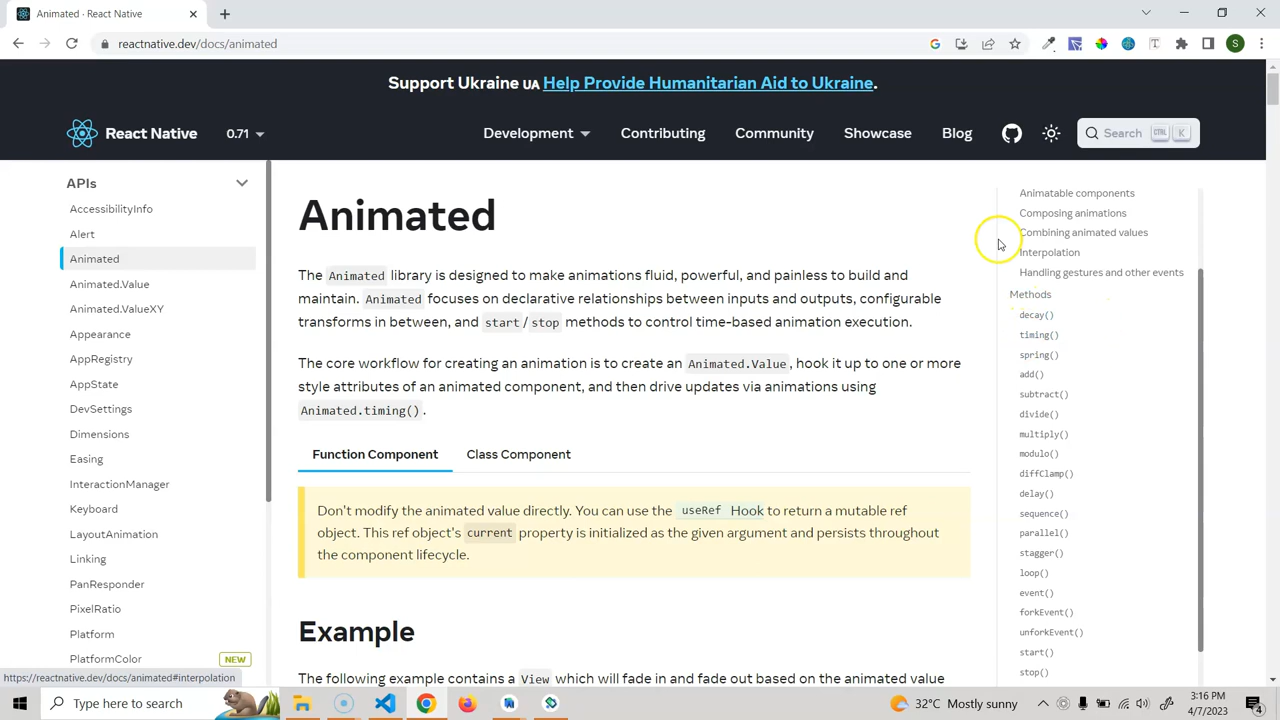 Animated · React Native
reactnative.dev/docs/animated
S
Support Ukraine UA Help Provide Humanitarian Aid to Ukraine.
React Native
0.71
Development
Contributing
Community
Showcase
Blog
Search
CTRL
K
APIs
AccessibilityInfo
Alert
Animated
Animated.Value
Animated.ValueXY
Appearance
AppRegistry
AppState
DevSettings
Dimensions
Easing
InteractionManager
Keyboard
LayoutAnimation
Linking
PanResponder
PixelRatio
Platform
PlatformColor
NEW
Animated
The Animated library is designed to make animations fluid, powerful, and painless to build and
maintain. Animated focuses on declarative relationships between inputs and outputs, configurable
transforms in between, and start/stop methods to control time-based animation execution.
The core workflow for creating an animation is to create an Animated.Value, hook it up to one or more
style attributes of an animated component, and then drive updates via animations using
Animated.timing().
Function Component
Class Component
Don't modify the animated value directly. You can use the useRef Hook to return a mutable ref
object. This ref object's current property is initialized as the given argument and persists throughout
the component lifecycle.
Example
The following example contains a View which will fade in and fade out based on the animated value
Animatable components
Composing animations
Combining animated values
Interpolation
Handling gestures and other events
Methods
decay()
timing()
spring()
add()
subtract()
divide()
multiply()
modulo()
diffClamp()
delay()
sequence()
parallel()
stagger()
loop()
event()
forkEvent()
unforkEvent()
start()
stop()
https://reactnative.dev/docs/animated#interpolation
Type here to search
32°C Mostly sunny
3:16 PM
4/7/2023
4